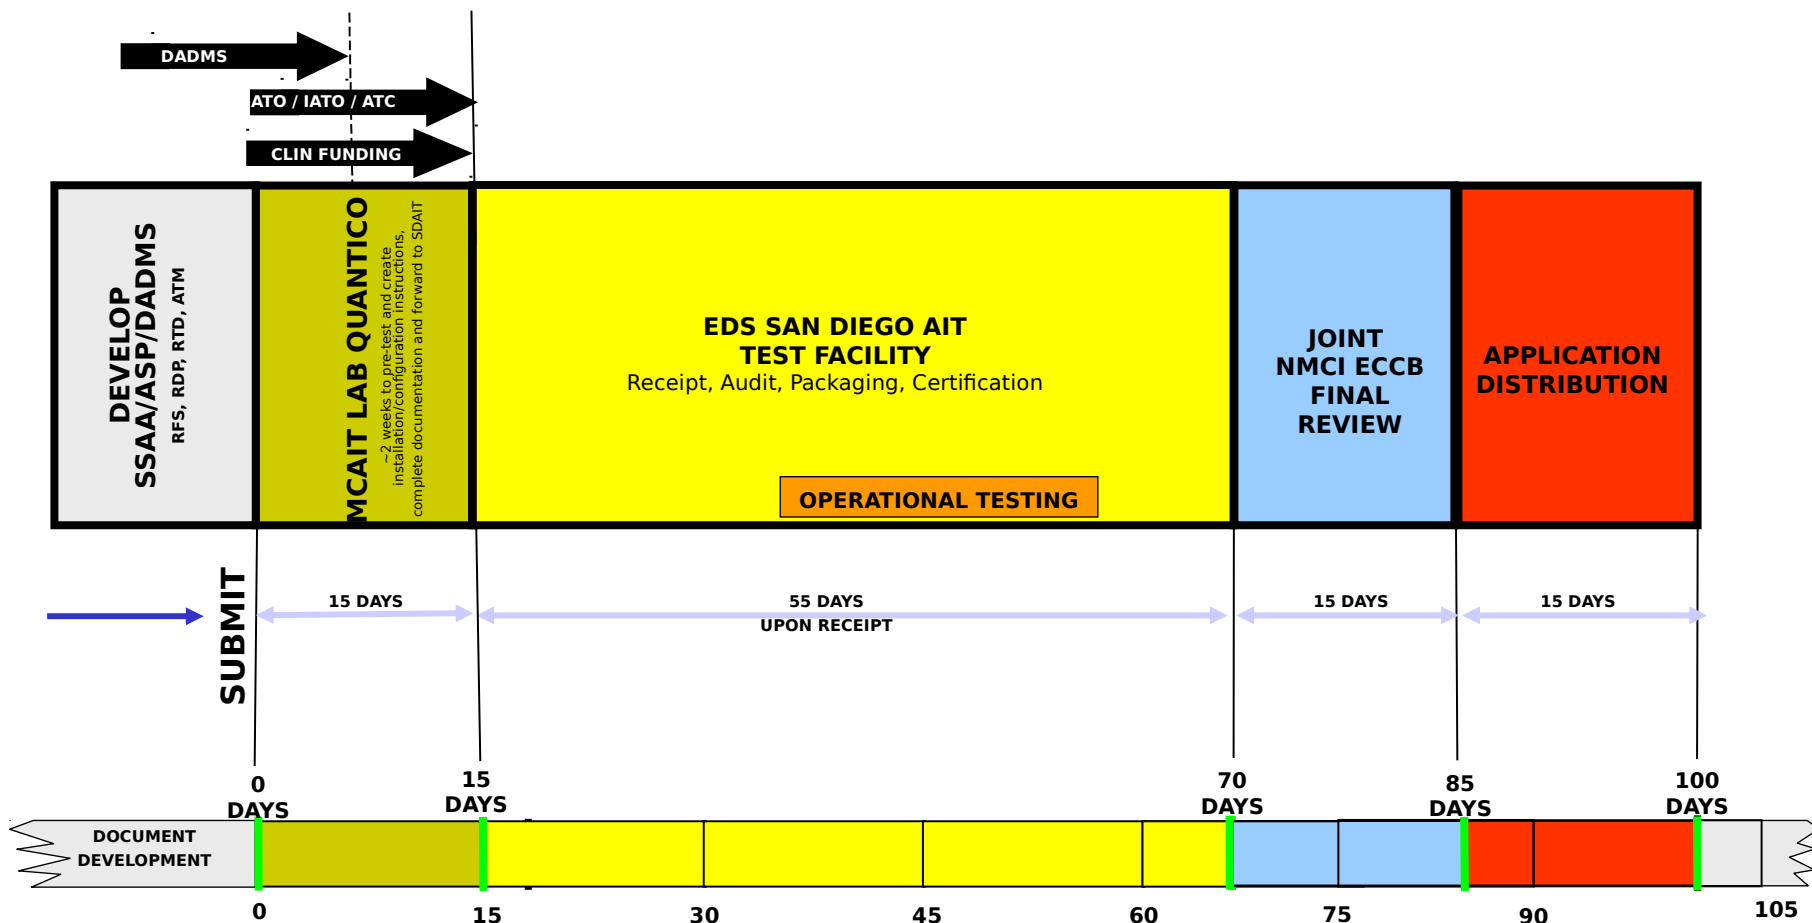 DADMS
ATO / IATO / ATC
CLIN FUNDING
DEVELOP
SSAA/ASP/DADMS
RFS, RDP, RTD, ATM
MCAIT LAB QUANTICO
~2 weeks to pre-test and create
installation/configuration instructions,
complete documentation and forward to SDAIT
EDS SAN DIEGO AIT
TEST FACILITY
Receipt, Audit, Packaging, Certification
OPERATIONAL TESTING
JOINT
NMCI ECCB
FINAL
REVIEW
APPLICATION
DISTRIBUTION
SUBMIT
15 DAYS
55 DAYS
UPON RECEIPT
15 DAYS
15 DAYS
0
DAYS
15
DAYS
70
DAYS
85
DAYS
100
DAYS
DOCUMENT
DEVELOPMENT
0
15
30
45
60
75
90
105